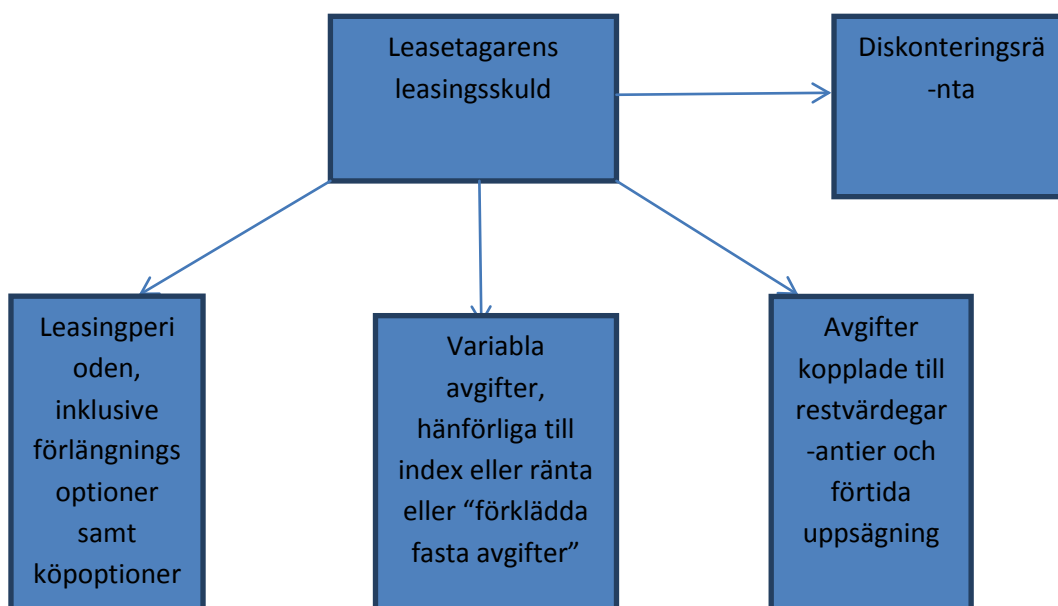 Leasetagarens
leasingsskuld
Diskonteringsrä
-nta
Leasingperi
oden,
inklusive
förlängnings
optioner
samt
köpoptioner
Variabla
avgifter,
hänförliga till
index eller ränta
eller “förklädda
fasta avgifter”
Avgifter
kopplade till
restvärdegar
-antier och
förtida
uppsägning